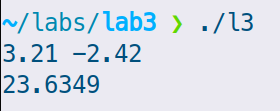 ~/labs/lab3 ❯ ./l3
3.21 -2.42
23.6349